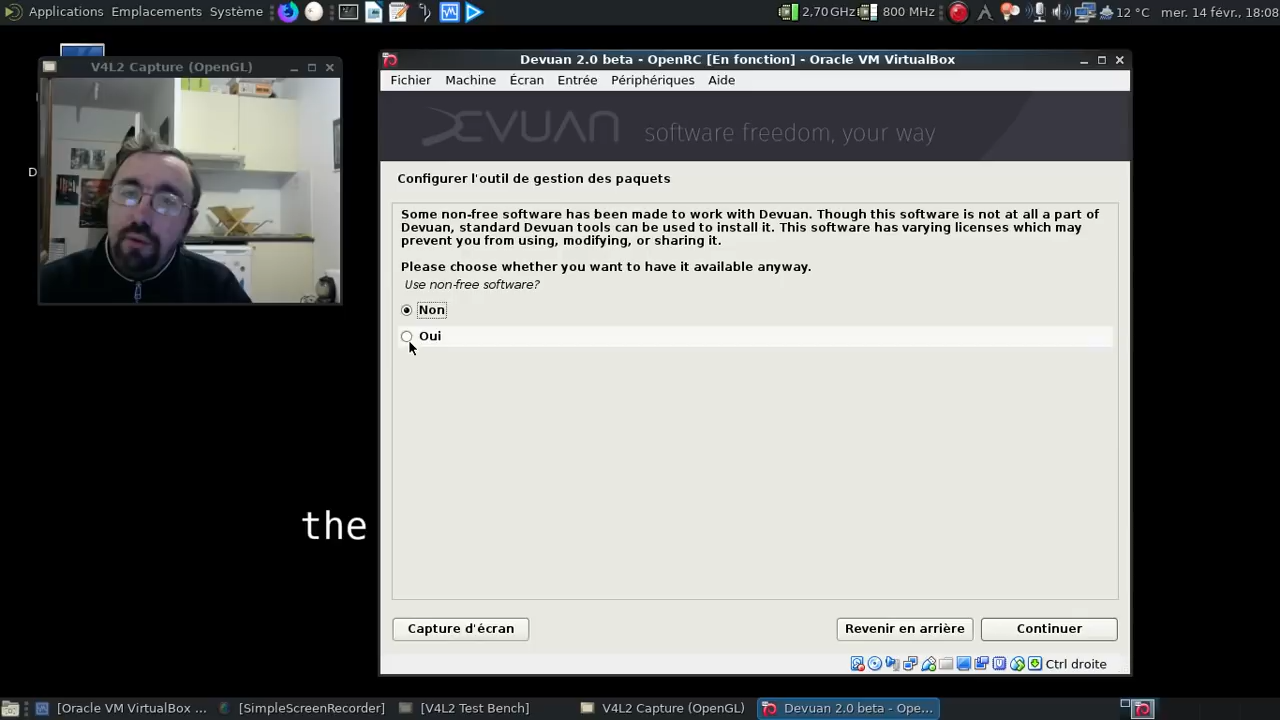 Applications Emplacements Système
2,70 GHz 800 MHz 12 °C mer. 14 févr., 18:08
V4L2 Capture (OpenGL)
Devuan 2.0 beta - OpenRC [En fonction] - Oracle VM VirtualBox
Fichier Machine Écran Entrée Périphériques Aide
DEVUAN software freedom, your way
D
Configurer l'outil de gestion des paquets
Some non-free software has been made to work with Devuan. Though this software is not at all a part of
Devuan, standard Devuan tools can be used to install it. This software has varying licenses which may
prevent you from using, modifying, or sharing it.
Please choose whether you want to have it available anyway.
Use non-free software?
Non
Oui
the
Capture d'écran Revenir en arrière Continuer
Ctrl droite
[Oracle VM VirtualBox ... [SimpleScreenRecorder] [V4L2 Test Bench] V4L2 Capture (OpenGL) Devuan 2.0 beta - Ope...